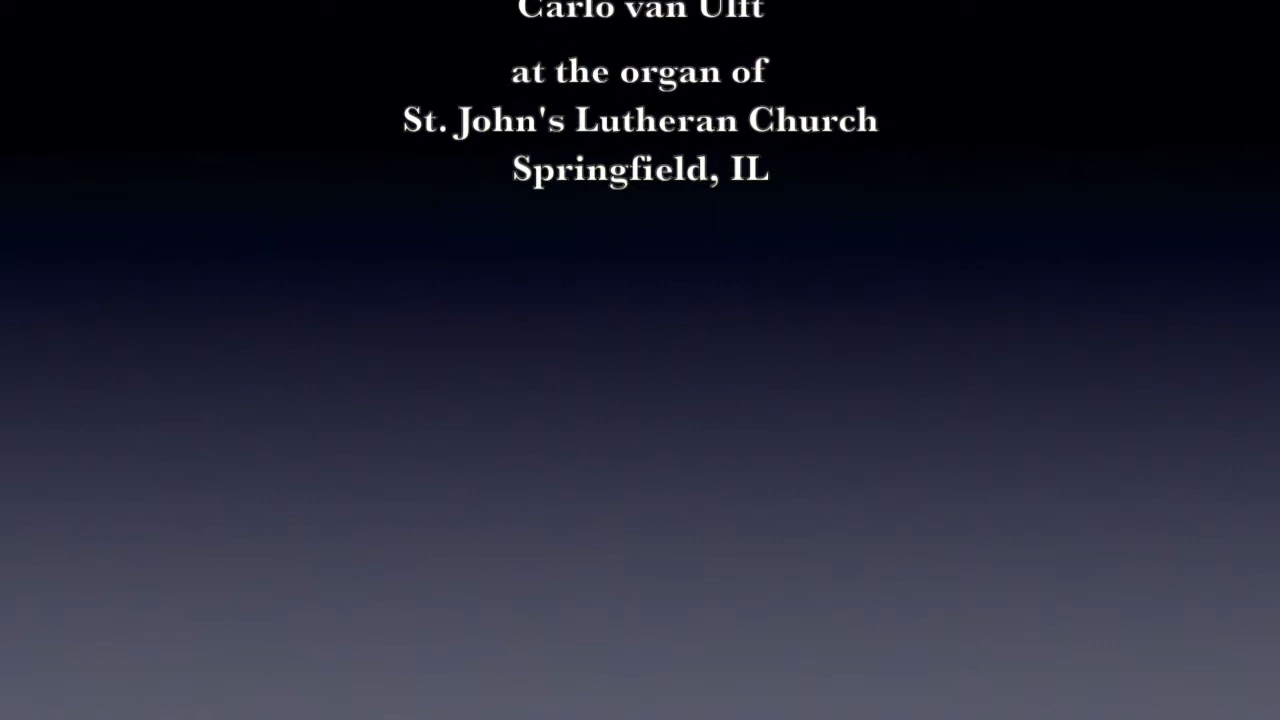 Carlo van Ulft
at the organ of
St. John's Lutheran Church
Springfield, IL